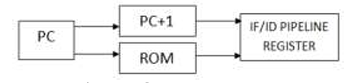 PC
PC+1
ROM
IF/ID PIPELINE
REGISTER